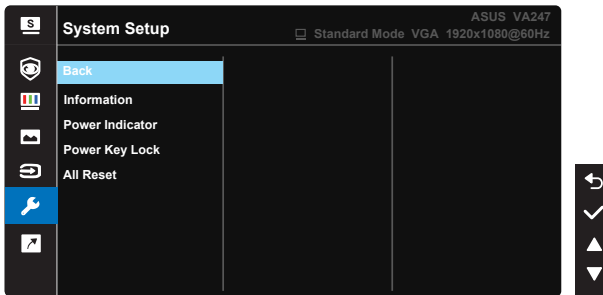 S
System Setup
ASUS VA247
Standard Mode VGA 1920x1080@60Hz
Back
Information
Power Indicator
Power Key Lock
All Reset